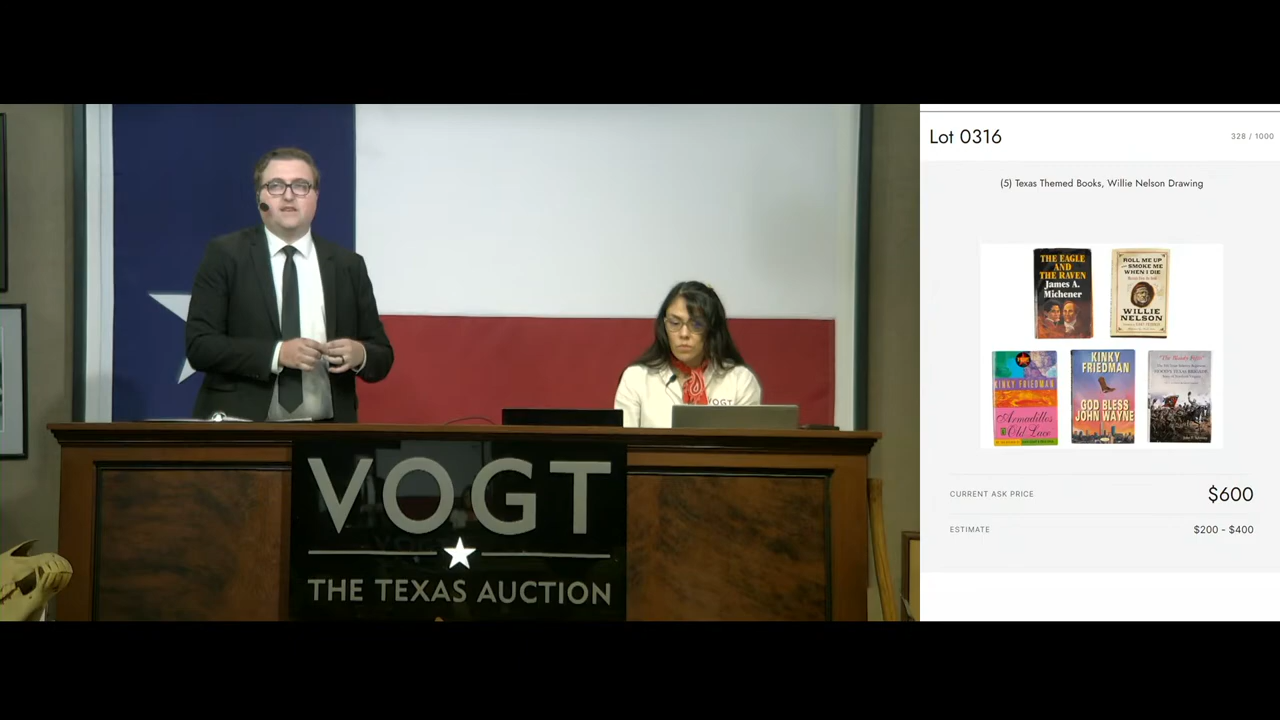 Lot 0316
328 / 1000
(5) Texas Themed Books, Willie Nelson Drawing
THE EAGLE
AND
THE RAVEN
James A.
Michener
ROLL ME UP
AND SMOKE ME
WHEN I DIE
WILLIE
NELSON
KINKY FRIEDMAN
Armadillos
& Old Lace
KINKY
FRIEDMAN
GOD BLESS
JOHN WAYNE
CURRENT ASK PRICE
$600
ESTIMATE
$200 - $400
VOGT
VOGT
THE TEXAS AUCTION